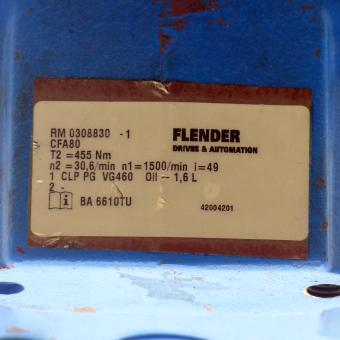 RM 0308830 -1
FLENDER
DRIVES & AUTOMATION
CFA80
T2 = 455 Nm
n2 = 30,6/min n1=1500/min i=49
1 CLP PG VG460 Oil - 1,6 L
2 -
BA 6610TU
42004201